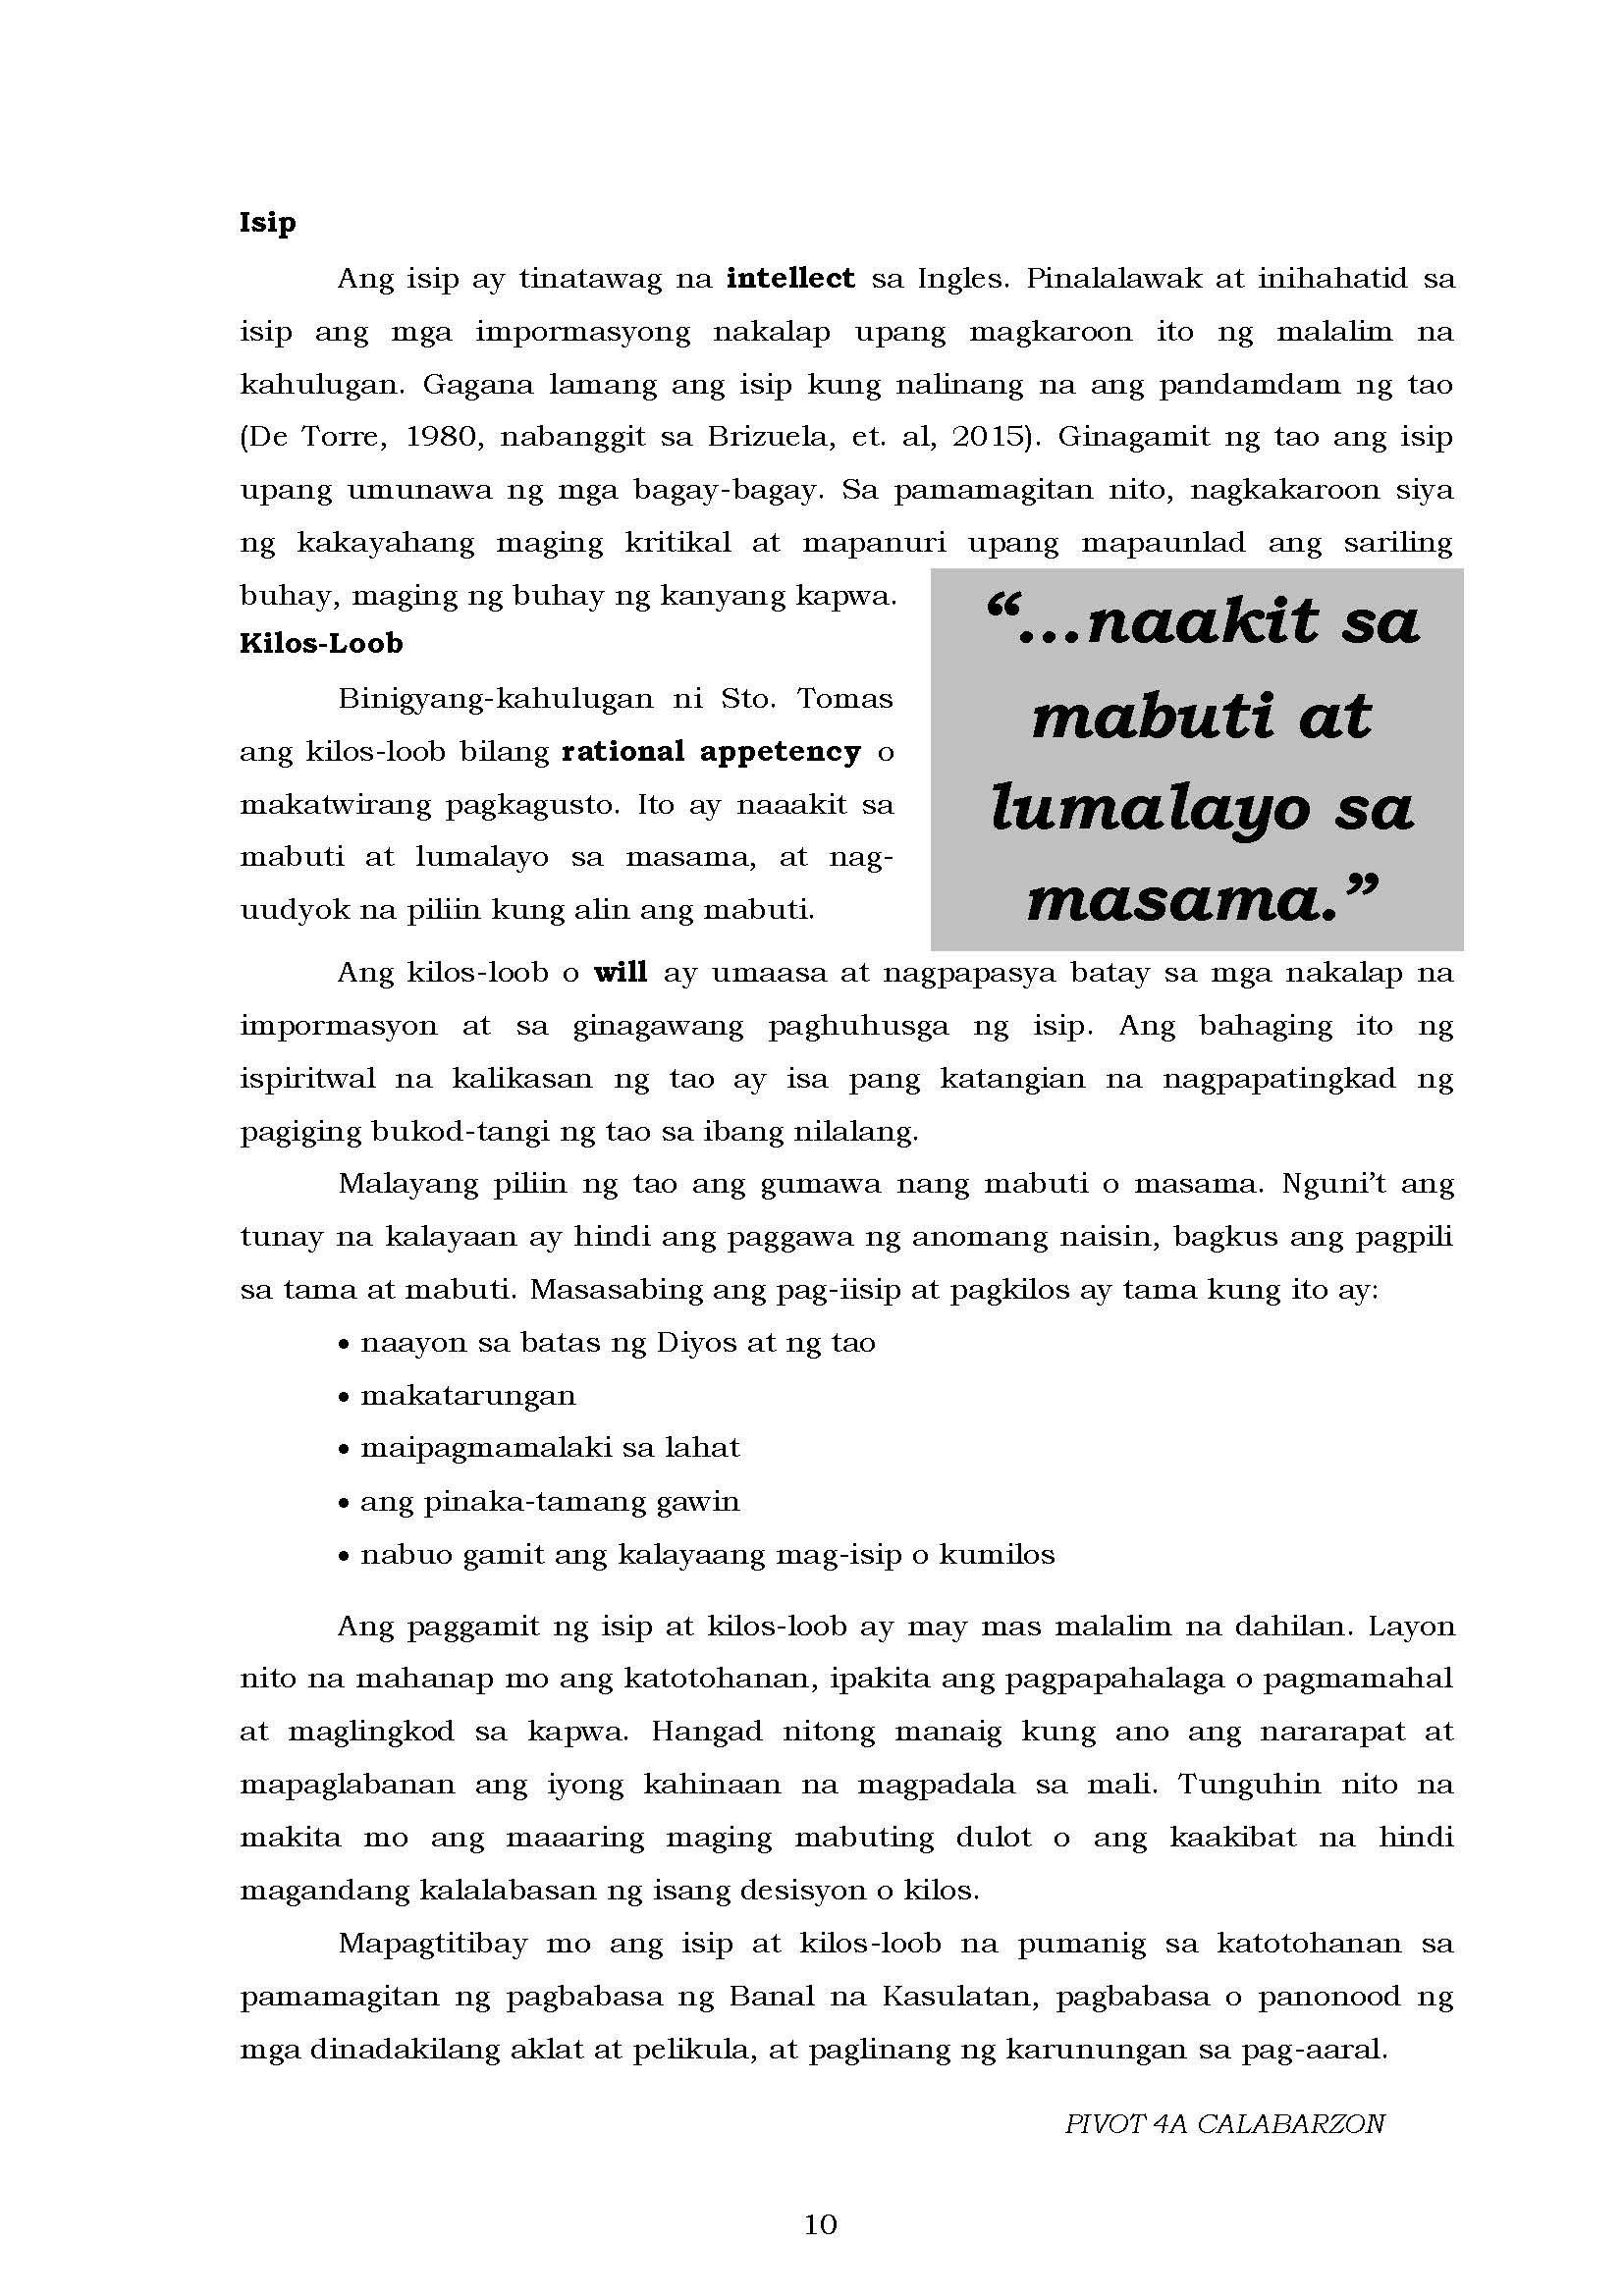 Isip
Ang isip ay tinatawag na intellect sa Ingles. Pinalalawak at inihahatid sa
isip ang mga impormasyong nakalap upang magkaroon ito ng malalim na
kahulugan. Gagana lamang ang isip kung nalinang na ang pandamdam ng tao
(De Torre, 1980, nabanggit sa Brizuela, et. al, 2015). Ginagamit ng tao ang isip
upang umunawa ng mga bagay-bagay. Sa pamamagitan nito, nagkakaroon siya
ng kakayahang maging kritikal at mapanuri upang mapaunlad ang sariling
buhay, maging ng buhay ng kanyang kapwa.
Kilos-Loob
Binigyang-kahulugan ni Sto. Tomas
ang kilos-loob bilang rational appetency o
makatwirang pagkagusto. Ito ay naaakit sa
mabuti at lumalayo sa masama, at nag-
uudyok na piliin kung alin ang mabuti.
“...naakit sa
mabuti at
lumalayo sa
masama.”
Ang kilos-loob o will ay umaasa at nagpapasya batay sa mga nakalap na
impormasyon at sa ginagawang paghuhusga ng isip. Ang bahaging ito ng
ispiritwal na kalikasan ng tao ay isa pang katangian na nagpapatingkad ng
pagiging bukod-tangi ng tao sa ibang nilalang.
Malayang piliin ng tao ang gumawa nang mabuti o masama. Nguni’t ang
tunay na kalayaan ay hindi ang paggawa ng anomang naisin, bagkus ang pagpili
sa tama at mabuti. Masasabing ang pag-iisip at pagkilos ay tama kung ito ay:
• naayon sa batas ng Diyos at ng tao
• makatarungan
• maipagmamalaki sa lahat
• ang pinaka-tamang gawin
• nabuo gamit ang kalayaang mag-isip o kumilos
Ang paggamit ng isip at kilos-loob ay may mas malalim na dahilan. Layon
nito na mahanap mo ang katotohanan, ipakita ang pagpapahalaga o pagmamahal
at maglingkod sa kapwa. Hangad nitong manaig kung ano ang nararapat at
mapaglabanan ang iyong kahinaan na magpadala sa mali. Tunguhin nito na
makita mo ang maaaring maging mabuting dulot o ang kaakibat na hindi
magandang kalalabasan ng isang desisyon o kilos.
Mapagtitibay mo ang isip at kilos-loob na pumanig sa katotohanan sa
pamamagitan ng pagbabasa ng Banal na Kasulatan, pagbabasa o panonood ng
mga dinadakilang aklat at pelikula, at paglinang ng karunungan sa pag-aaral.
PIVOT 4A CALABARZON
10